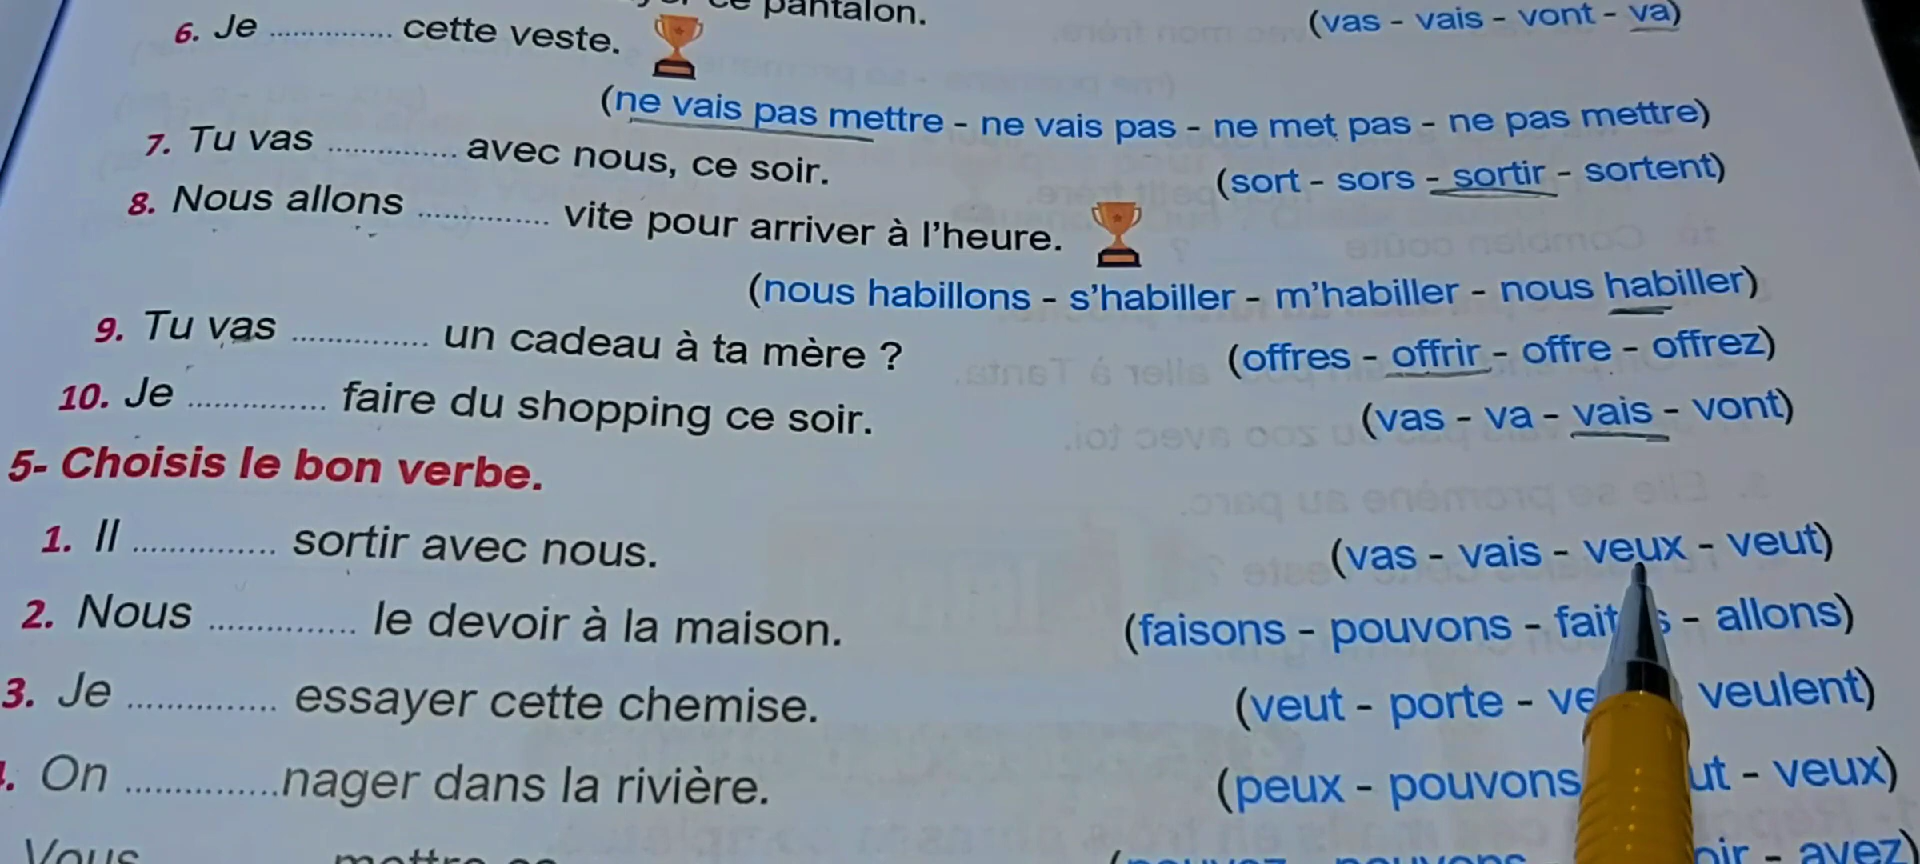 ce pantalon.
(vas - vais - vont - va)
6. Je .............. cette veste.
(ne vais pas mettre - ne vais pas - ne met pas - ne pas mettre)
7. Tu vas .............. avec nous, ce soir.
(sort - sors - sortir - sortent)
8. Nous allons .............. vite pour arriver à l'heure.
(nous habillons - s'habiller - m'habiller - nous habiller)
9. Tu vas .............. un cadeau à ta mère ?
(offres - offrir - offre - offrez)
10. Je .............. faire du shopping ce soir.
(vas - va - vais - vont)
5- Choisis le bon verbe.
1. Il .............. sortir avec nous.
(vas - vais - veux - veut)
2. Nous .............. le devoir à la maison.
(faisons - pouvons - - allons)
3. Je .............. essayer cette chemise.
(veut - porte - veulent)
On .............. nager dans la rivière.
(peux - pouvons - veux)
Vous
- avez)